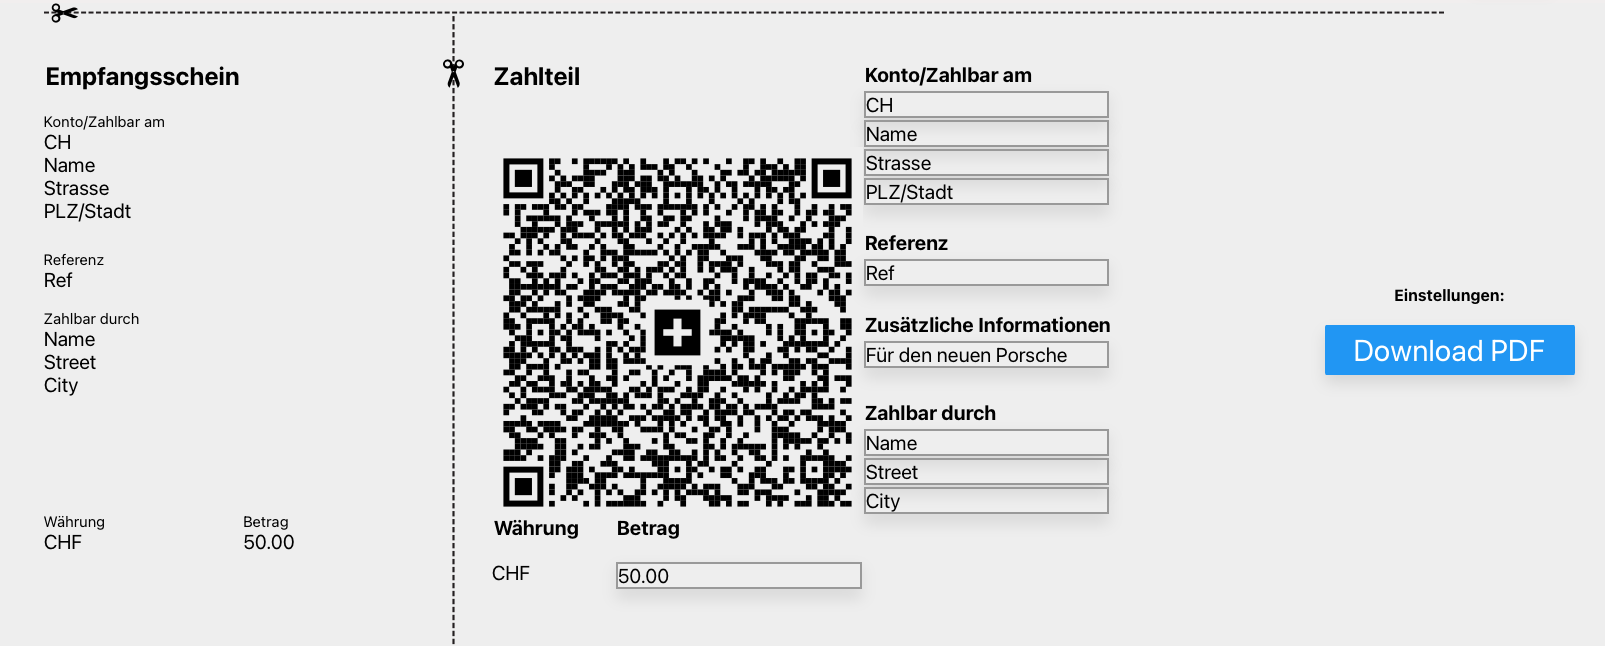 Empfangsschein
Konto/Zahlbar am
CH
Name
Strasse
PLZ/Stadt
Referenz
Ref
Zahlbar durch
Name
Street
City
Währung Betrag
CHF 50.00
Zahlteil
Währung Betrag
CHF 50.00
Konto/Zahlbar am
CH
Name
Strasse
PLZ/Stadt
Referenz
Ref
Zusätzliche Informationen
Für den neuen Porsche
Zahlbar durch
Name
Street
City
Einstellungen:
Download PDF